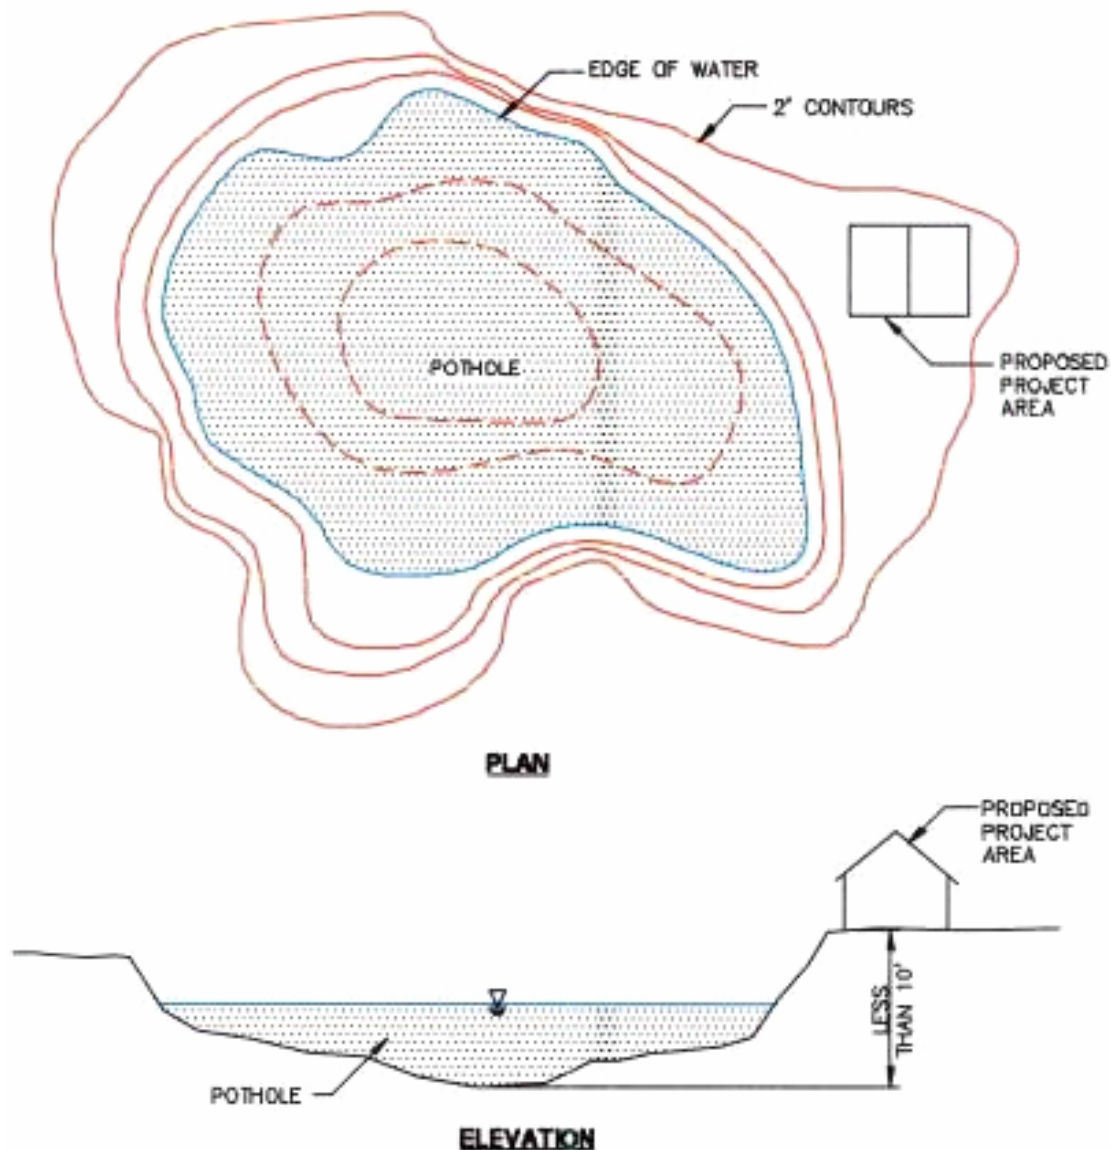 EDGE OF WATER
2' CONTOURS
POTHOLE
PROPOSED
PROJECT
AREA
PLAN
PROPOSED
PROJECT
AREA
LESS
THAN 10'
POTHOLE
ELEVATION